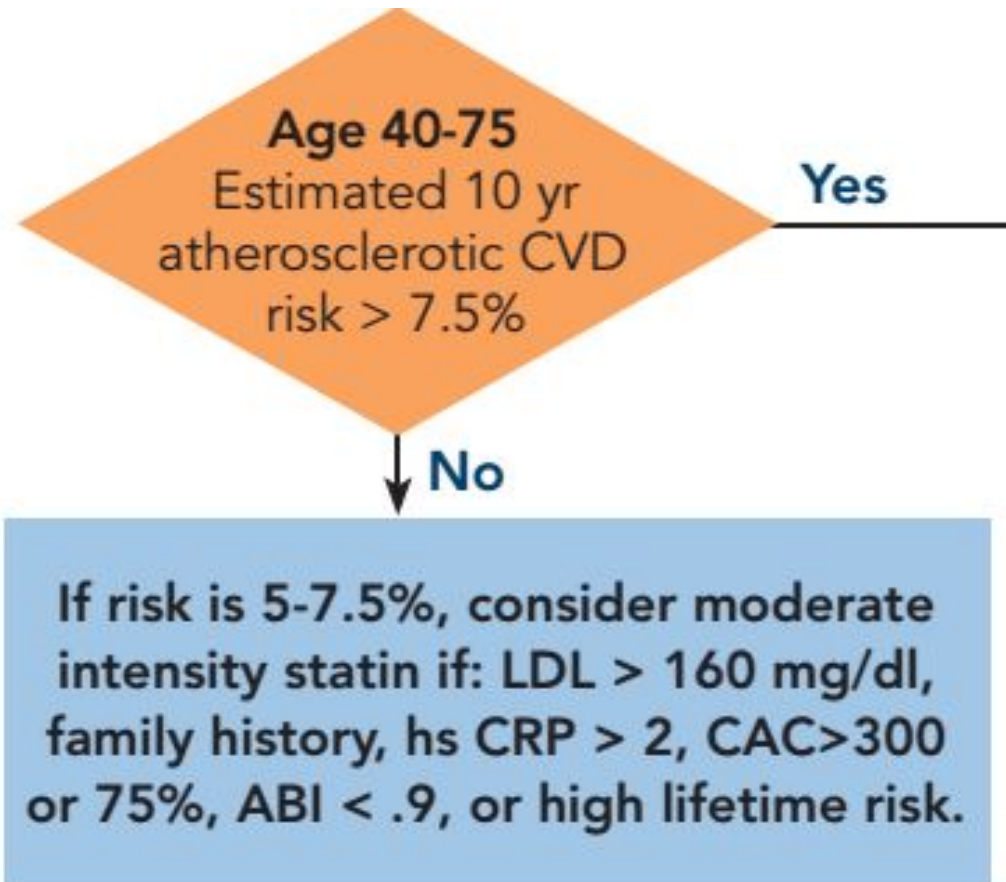 Age 40-75
Estimated 10 yr
atherosclerotic CVD
risk > 7.5%
Yes
No
If risk is 5-7.5%, consider moderate
intensity statin if: LDL > 160 mg/dl,
family history, hs CRP > 2, CAC>300
or 75%, ABI < .9, or high lifetime risk.